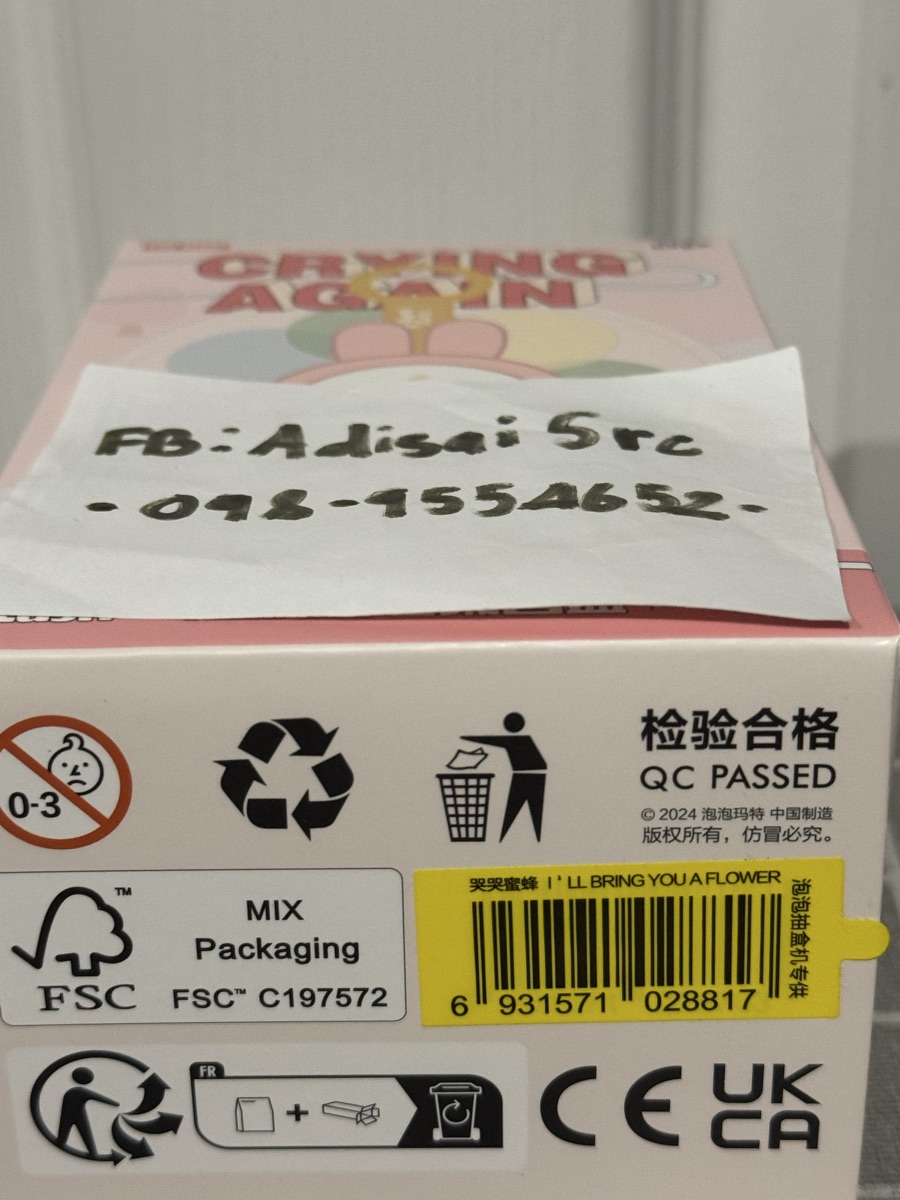 CRYING
AGAIN
FB: Adisai Src
·098-9554652·
0-3
检验合格
QC PASSED
© 2024 泡泡玛特 中国制造
版权所有，仿冒必究。
™
FSC
MIX
Packaging
FSC™ C197572
哭哭蜜蜂 I'LL BRING YOU A FLOWER
泡泡抽盒机专供
6 931571 028817
FR
CE
UK
CA